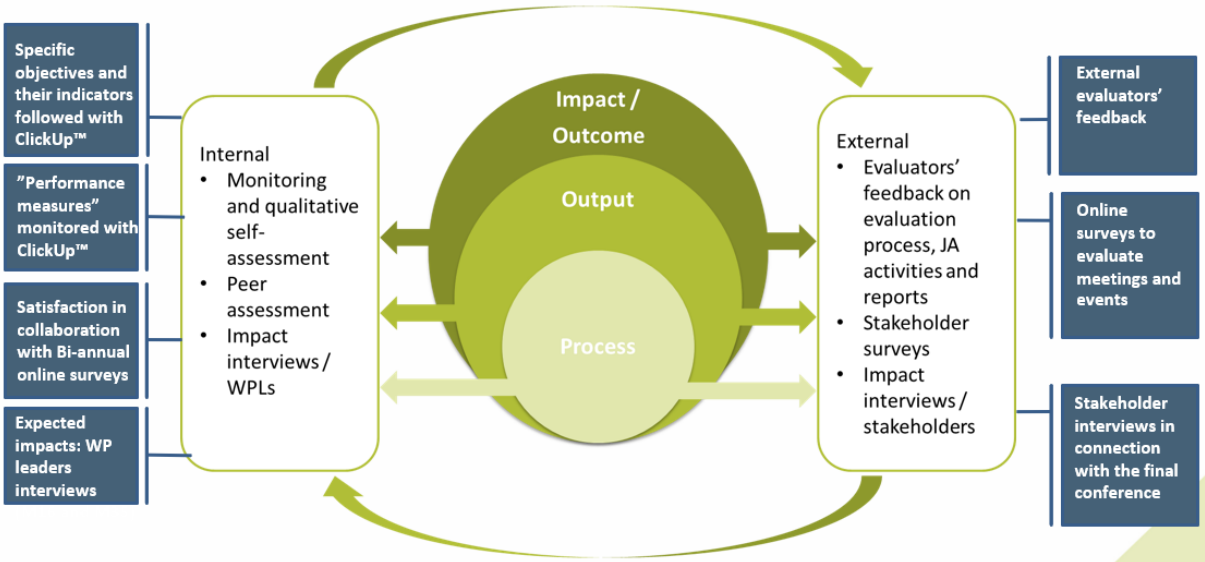 Specific
objectives and
their indicators
followed with
ClickUp™
”Performance
measures”
monitored with
ClickUp™
Satisfaction in
collaboration
with Bi-annual
online surveys
Expected
impacts: WP
leaders
interviews
Internal
• Monitoring
and qualitative
self-
assessment
• Peer
assessment
• Impact
interviews /
WPLs
Impact /
Outcome
Output
Process
External
• Evaluators’
feedback on
evaluation
process, JA
activities and
reports
• Stakeholder
surveys
• Impact
interviews /
stakeholders
External
evaluators’
feedback
Online
surveys to
evaluate
meetings and
events
Stakeholder
interviews in
connection
with the final
conference